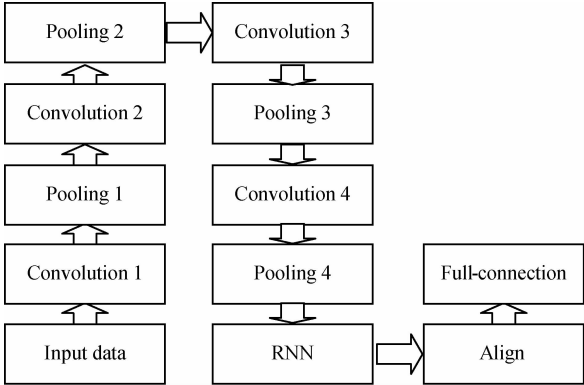 Pooling 2
Convolution 3
Convolution 2
Pooling 3
Pooling 1
Convolution 4
Convolution 1
Pooling 4
Full-connection
Input data
RNN
Align